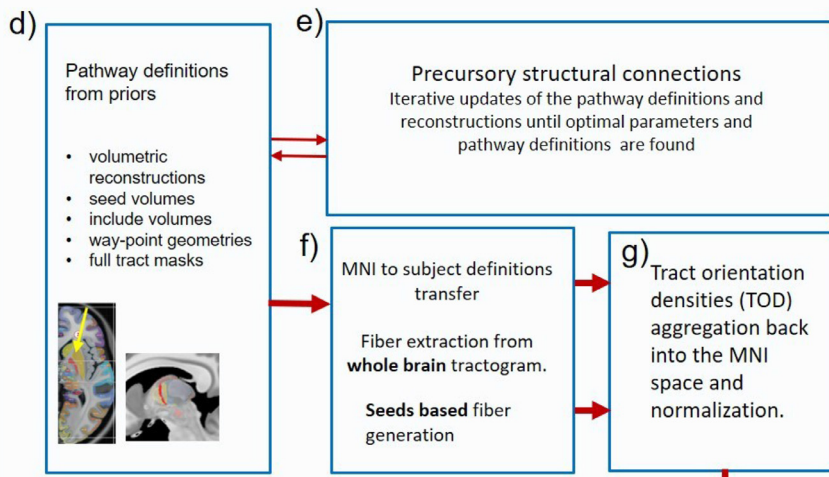 d)
Pathway definitions
from priors
• volumetric
reconstructions
• seed volumes
• include volumes
• way-point geometries
• full tract masks
e)
Precursory structural connections
Iterative updates of the pathway definitions and
reconstructions until optimal parameters and
pathway definitions are found
f)
MNI to subject definitions
transfer
Fiber extraction from
whole brain tractogram.
Seeds based fiber
generation
g)
Tract orientation
densities (TOD)
aggregation back
into the MNI
space and
normalization.